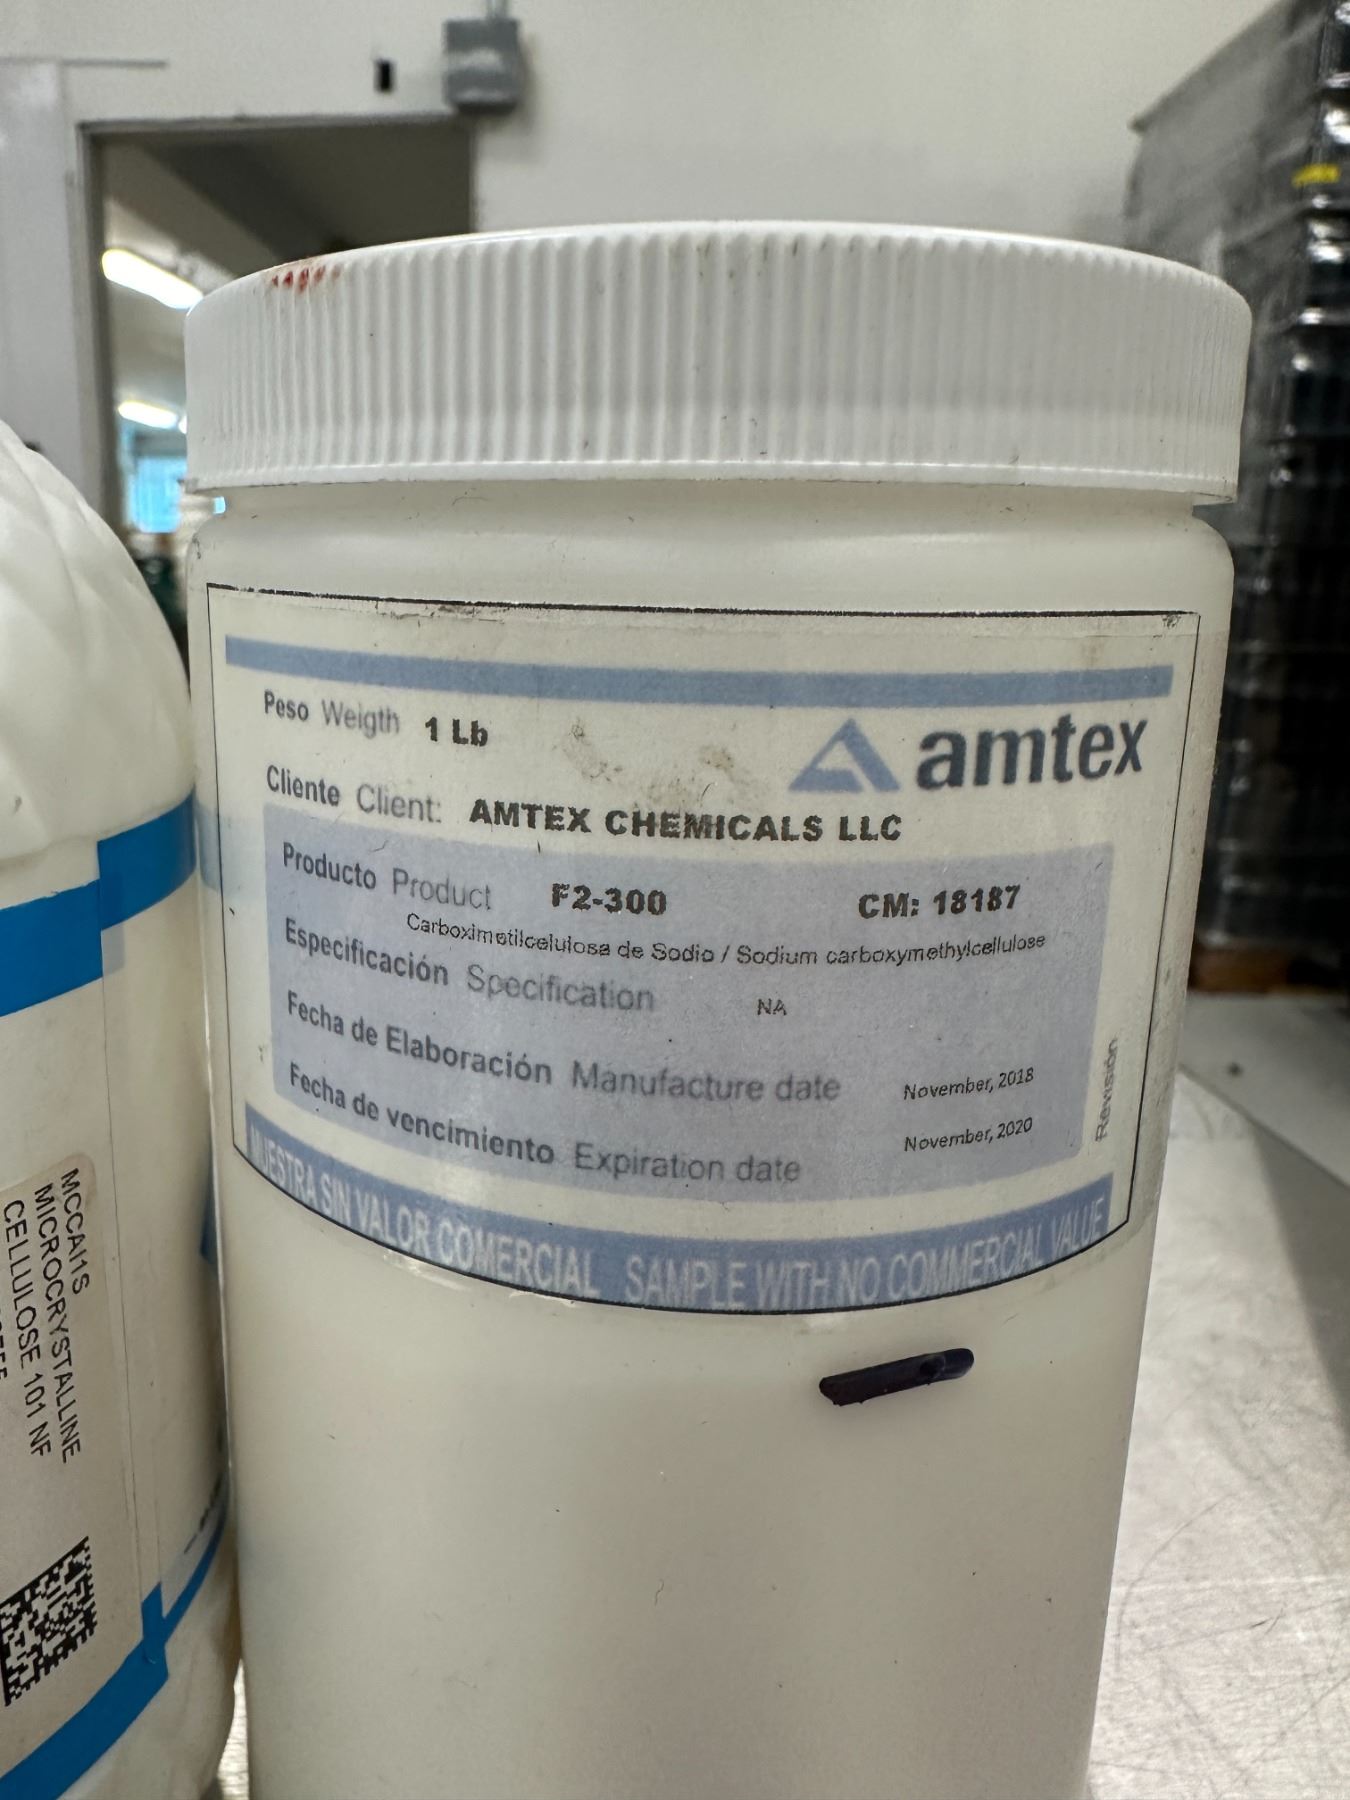 Peso Weigth 1 Lb
amtex
Cliente Client: AMTEX CHEMICALS LLC
Producto Product F2-300 CM: 18187
Carboximetilcelulosa de Sodio / Sodium carboxymethylcellulose
Especificación Specification NA
Fecha de Elaboración Manufacture date November, 2018
Fecha de vencimiento Expiration date November, 2020
Revisión
MUESTRA SIN VALOR COMERCIAL SAMPLE WITH NO COMMERCIAL VALUE
MCCAI1S
MICROCRYSTALLINE
CELLULOSE 101 NF